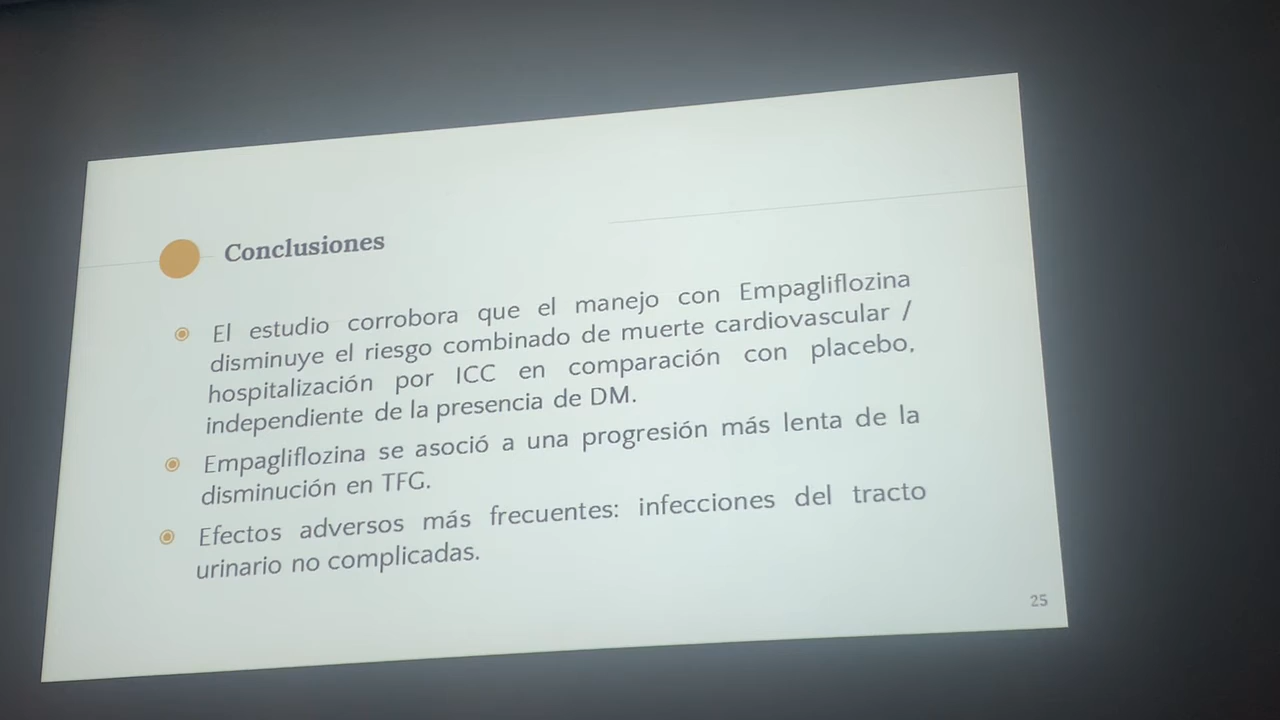 Conclusiones
El estudio corrobora que el manejo con Empagliflozina
disminuye el riesgo combinado de muerte cardiovascular /
hospitalización por ICC en comparación con placebo,
independiente de la presencia de DM.
Empagliflozina se asoció a una progresión más lenta de la
disminución en TFG.
Efectos adversos más frecuentes: infecciones del tracto
urinario no complicadas.
25